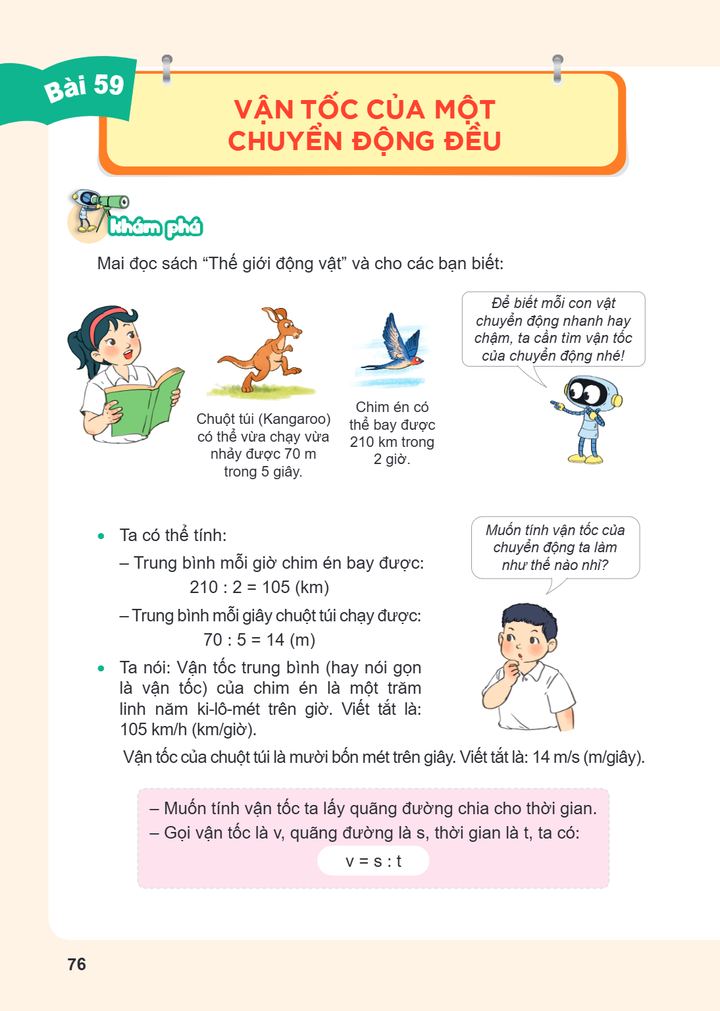 Bài 59
VẬN TỐC CỦA MỘT
CHUYỂN ĐỘNG ĐỀU
khám phá
Mai đọc sách “Thế giới động vật” và cho các bạn biết:
Chuột túi (Kangaroo)
có thể vừa chạy vừa
nhảy được 70 m
trong 5 giây.
Chim én có
thể bay được
210 km trong
2 giờ.
Để biết mỗi con vật
chuyển động nhanh hay
chậm, ta cần tìm vận tốc
của chuyển động nhé!
• Ta có thể tính:
– Trung bình mỗi giờ chim én bay được:
210 : 2 = 105 (km)
– Trung bình mỗi giây chuột túi chạy được:
70 : 5 = 14 (m)
Muốn tính vận tốc của
chuyển động ta làm
như thế nào nhỉ?
• Ta nói: Vận tốc trung bình (hay nói gọn
là vận tốc) của chim én là một trăm
linh năm ki-lô-mét trên giờ. Viết tắt là:
105 km/h (km/giờ).
Vận tốc của chuột túi là mười bốn mét trên giây. Viết tắt là: 14 m/s (m/giây).
– Muốn tính vận tốc ta lấy quãng đường chia cho thời gian.
– Gọi vận tốc là v, quãng đường là s, thời gian là t, ta có:
v = s : t
76